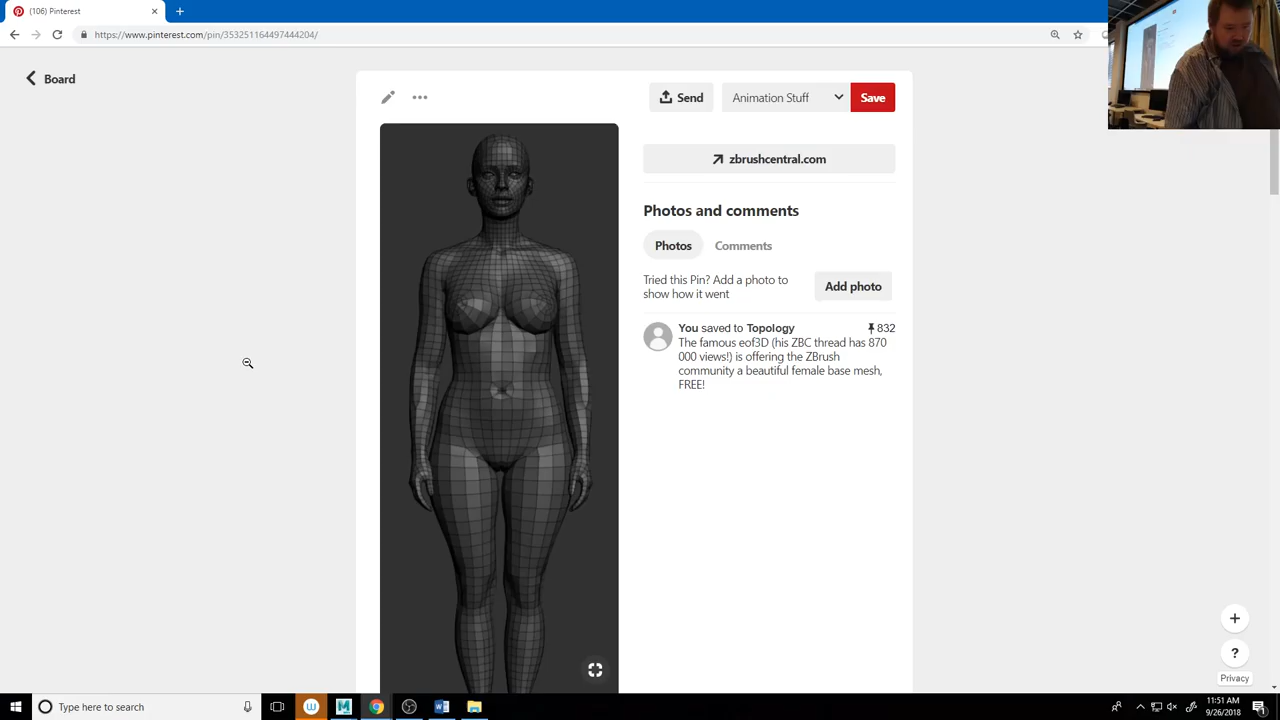 (106) Pinterest
https://www.pinterest.com/pin/353251164497444204/
Board
Send
Animation Stuff
Save
zbrushcentral.com
Photos and comments
Photos
Comments
Tried this Pin? Add a photo to
show how it went
Add photo
You saved to Topology
832
The famous eof3D (his ZBC thread has 870
000 views!) is offering the ZBrush
community a beautiful female base mesh,
FREE!
+
?
Privacy
Type here to search
11:51 AM
9/26/2018